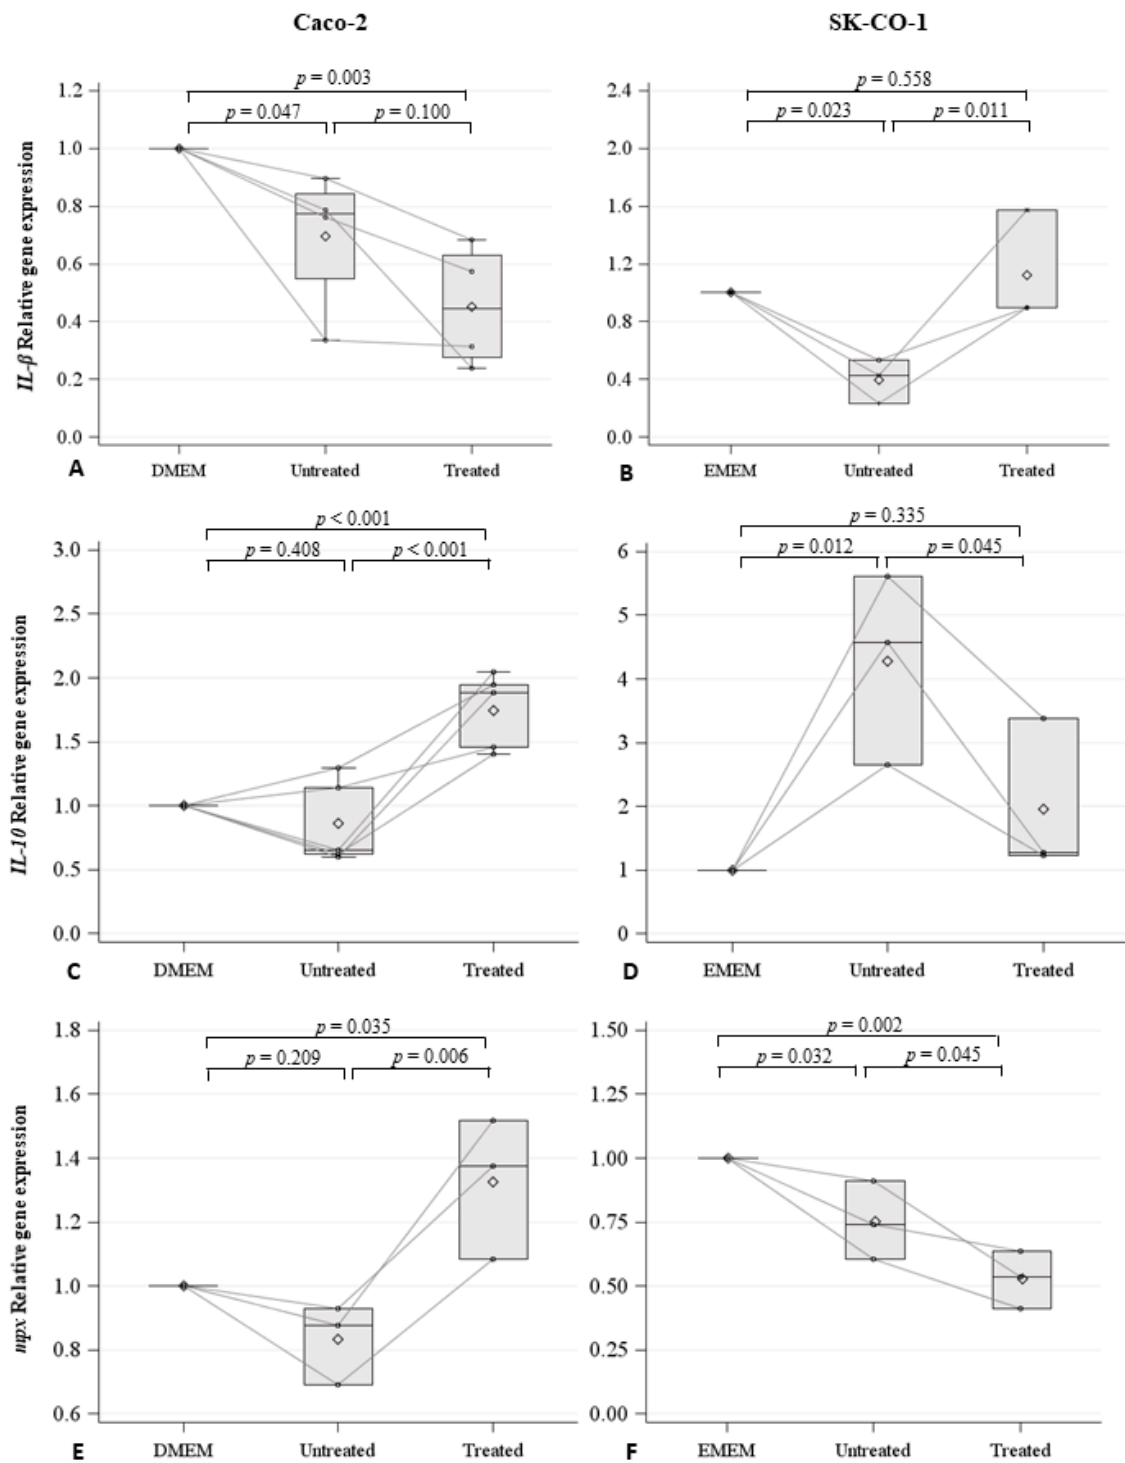 Caco-2
SK-CO-1
p = 0.003
p = 0.047
p = 0.100
1.2
1.0
0.8
0.6
0.4
0.2
0.0
IL-β Relative gene expression
A
DMEM
Untreated
Treated
p = 0.558
p = 0.023
p = 0.011
2.4
2.0
1.6
1.2
0.8
0.4
0.0
B
EMEM
Untreated
Treated
p < 0.001
p = 0.408
p < 0.001
3.0
2.5
2.0
1.5
1.0
0.5
0.0
IL-10 Relative gene expression
C
DMEM
Untreated
Treated
p = 0.335
p = 0.012
p = 0.045
6
5
4
3
2
1
0
D
EMEM
Untreated
Treated
p = 0.035
p = 0.209
p = 0.006
1.8
1.6
1.4
1.2
1.0
0.8
0.6
mpx Relative gene expression
E
DMEM
Untreated
Treated
p = 0.002
p = 0.032
p = 0.045
1.50
1.25
1.00
0.75
0.50
0.25
0.00
F
EMEM
Untreated
Treated